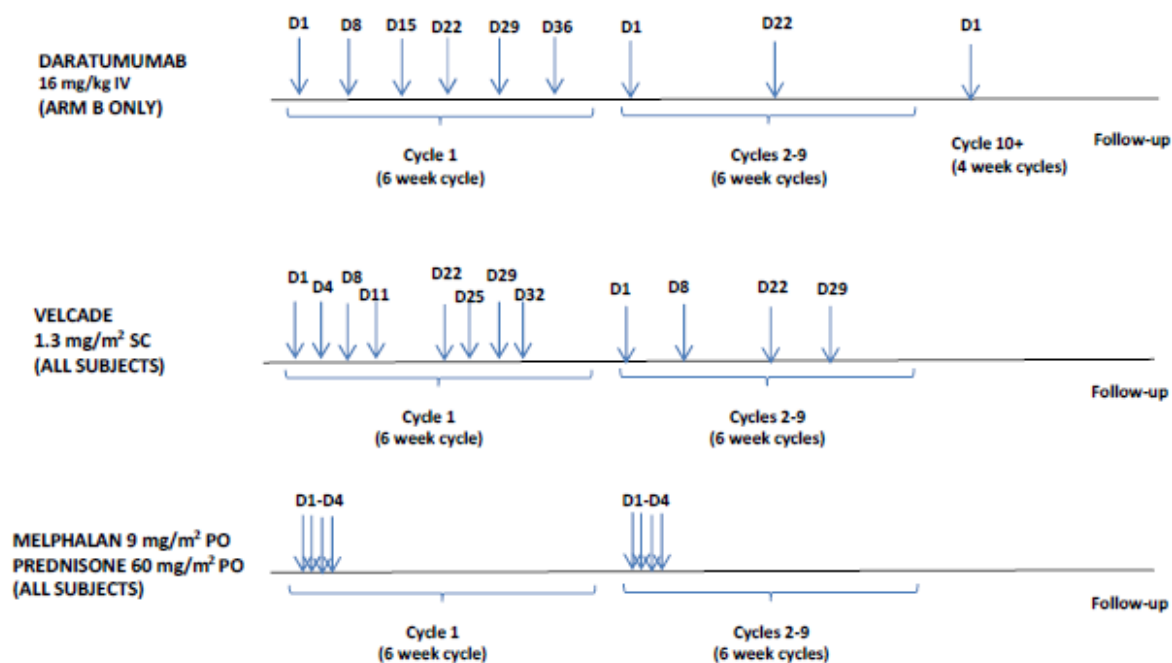 D1 D8 D15 D22 D29 D36 D1 D22 D1
DARATUMUMAB
16 mg/kg IV
(ARM B ONLY)
Cycle 1
(6 week cycle)
Cycles 2-9
(6 week cycles)
Cycle 10+
(4 week cycles)
Follow-up
D1 D4 D8 D11 D22 D25 D29 D32 D1 D8 D22 D29
VELCADE
1.3 mg/m² SC
(ALL SUBJECTS)
Cycle 1
(6 week cycle)
Cycles 2-9
(6 week cycles)
Follow-up
D1-D4 D1-D4
MELPHALAN 9 mg/m² PO
PREDNISONE 60 mg/m² PO
(ALL SUBJECTS)
Cycle 1
(6 week cycle)
Cycles 2-9
(6 week cycles)
Follow-up